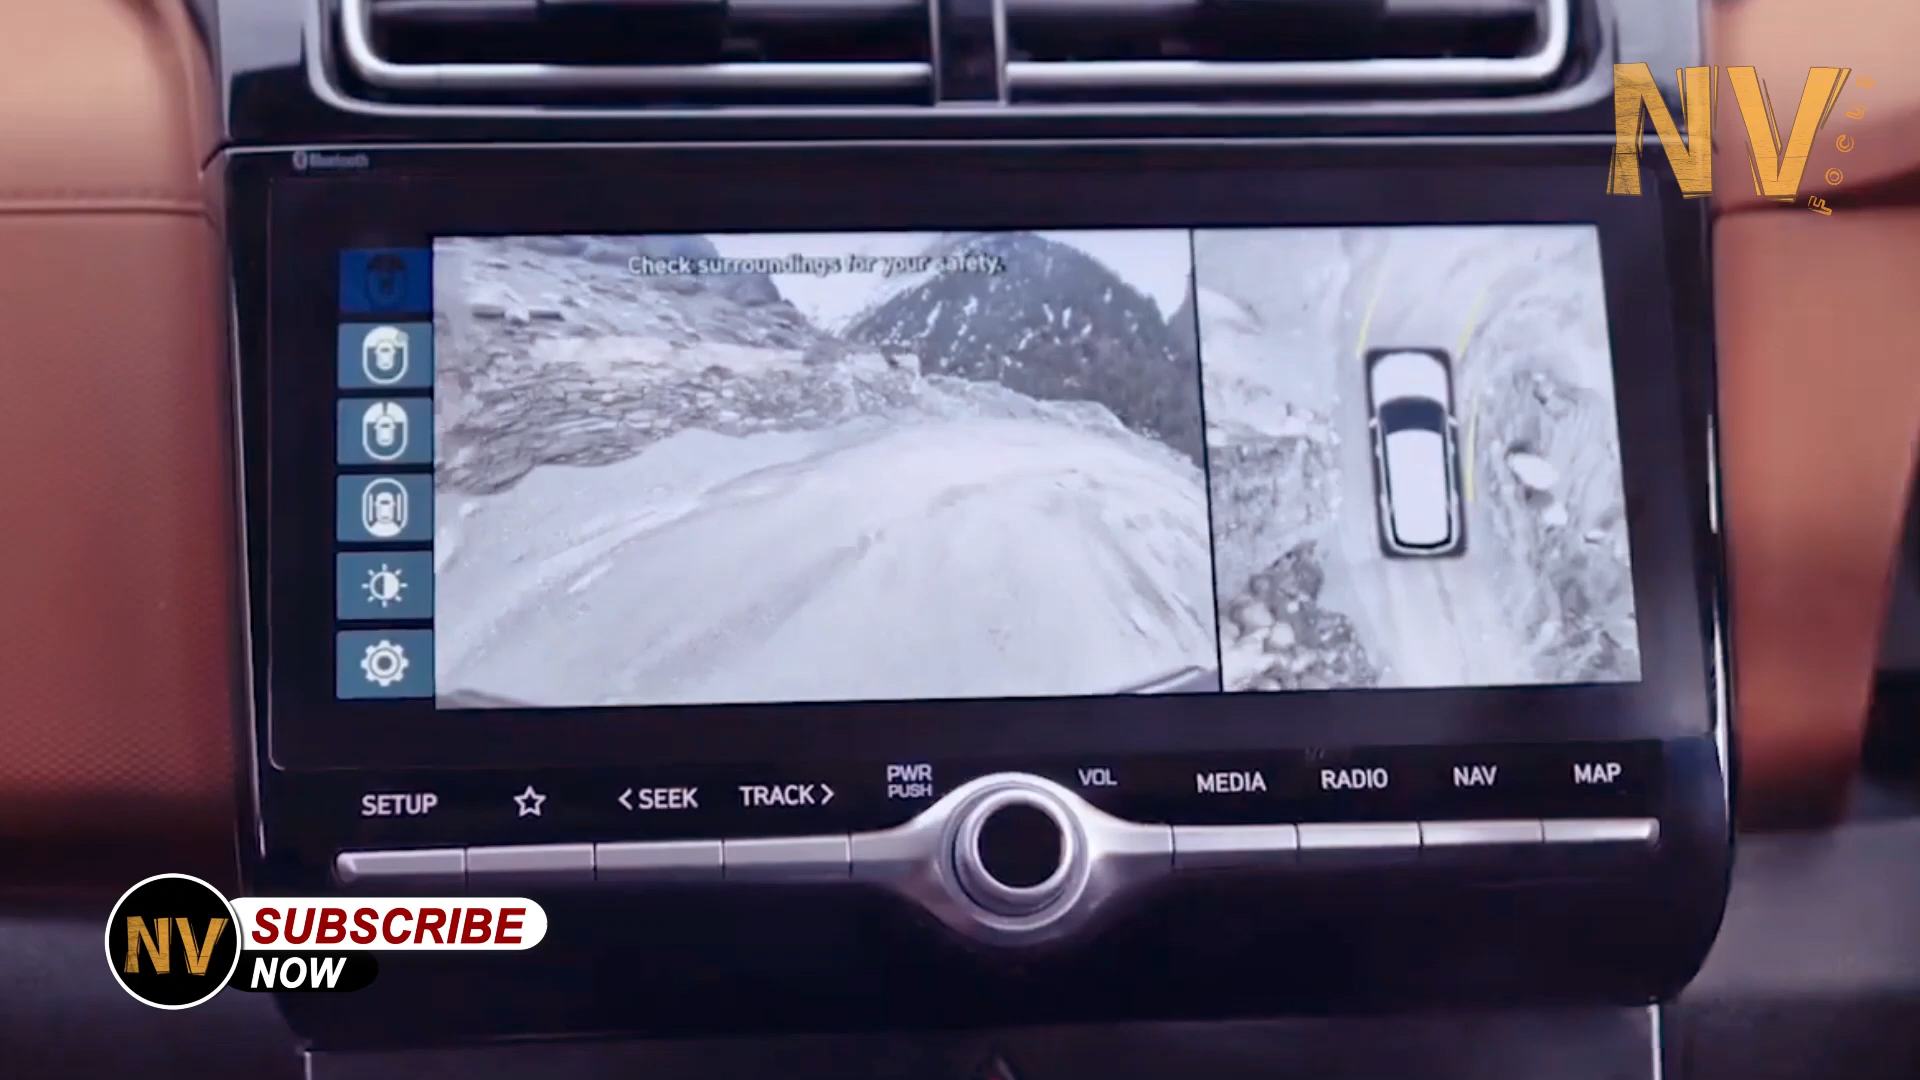 NV
Focus
Bluetooth
Check surroundings for your safety.
SETUP
< SEEK
TRACK >
PWR
PUSH
VOL
MEDIA
RADIO
NAV
MAP
NV
SUBSCRIBE
NOW